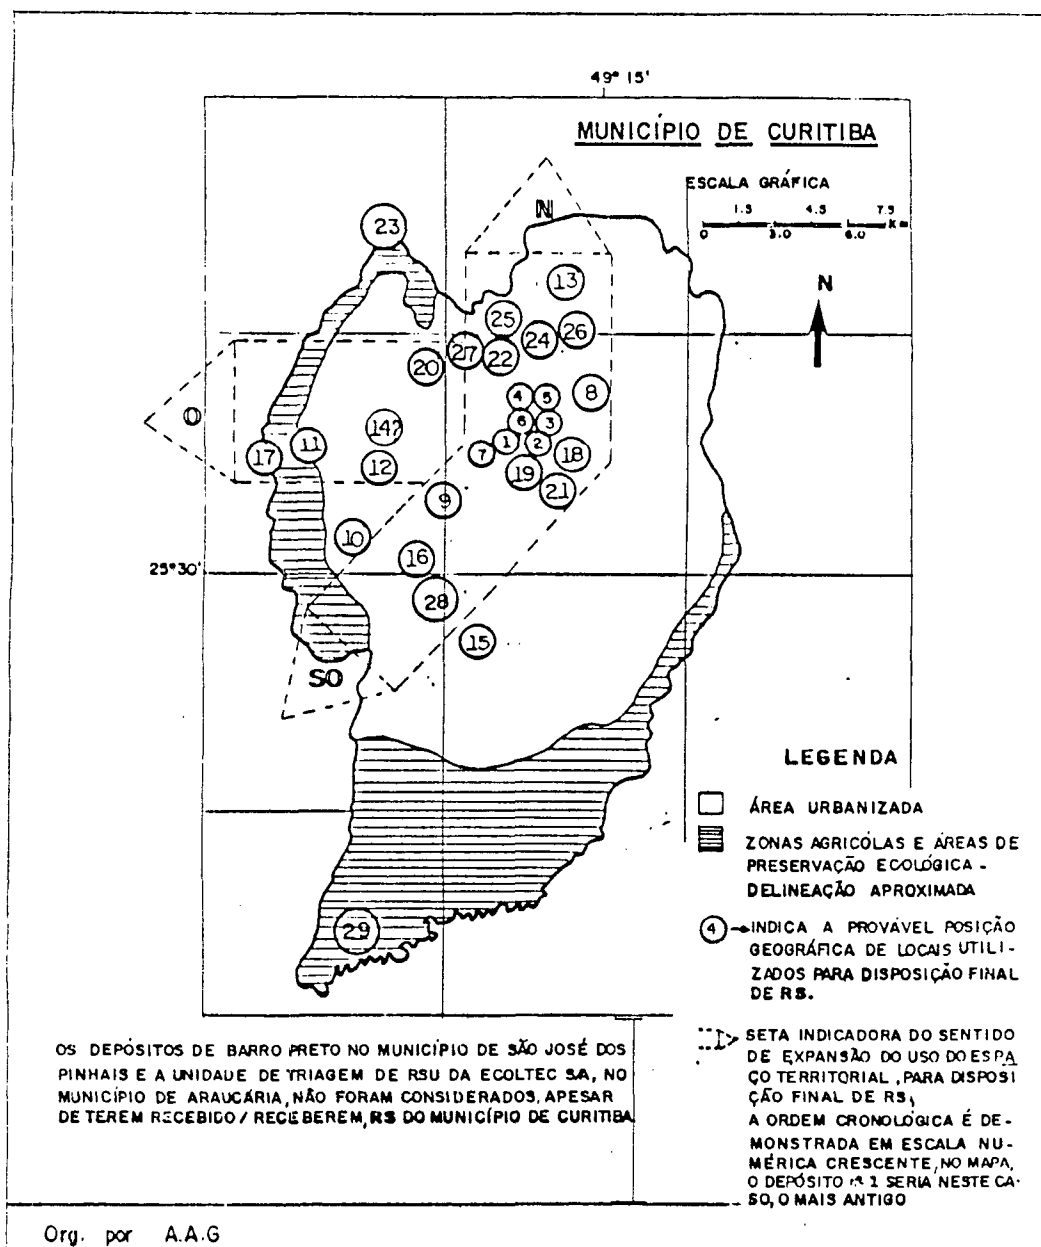 49° 15'
MUNICÍPIO DE CURITIBA
ESCALA GRÁFICA
1.5 4.5 7.5
0 3.0 6.0 Km
N
N
23
13
25
26
24
27
22
20
8
4
5
O
14?
6
3
11
1
2
17
12
7
18
19
21
9
10
16
25° 30'
28
15
SO
29
LEGENDA
ÁREA URBANIZADA
ZONAS AGRICÓLAS E ÁREAS DE
PRESERVAÇÃO ECOLÓGICA -
DELINEAÇÃO APROXIMADA
4 INDICA A PROVÁVEL POSIÇÃO
GEOGRÁFICA DE LOCAIS UTILI-
ZADOS PARA DISPOSIÇÃO FINAL
DE RS.
SETA INDICADORA DO SENTIDO
DE EXPANSÃO DO USO DO ESPA
ÇO TERRITORIAL, PARA DISPOSI
ÇÃO FINAL DE RS,
A ORDEM CRONOLÓGICA É DE-
MONSTRADA EM ESCALA NU-
MÉRICA CRESCENTE, NO MAPA,
O DEPÓSITO nº 1 SERIA NESTE CA-
SO, O MAIS ANTIGO
OS DEPÓSITOS DE BARRO PRETO NO MUNICÍPIO DE SÃO JOSÉ DOS
PINHAIS E A UNIDADE DE TRIAGEM DE RSU DA ECOLTEC SA, NO
MUNICÍPIO DE ARAUCÁRIA, NÃO FORAM CONSIDERADOS, APESAR
DE TEREM RECEBIDO / RECEBEREM, RS DO MUNICÍPIO DE CURITIBA
Org. por A.A.G